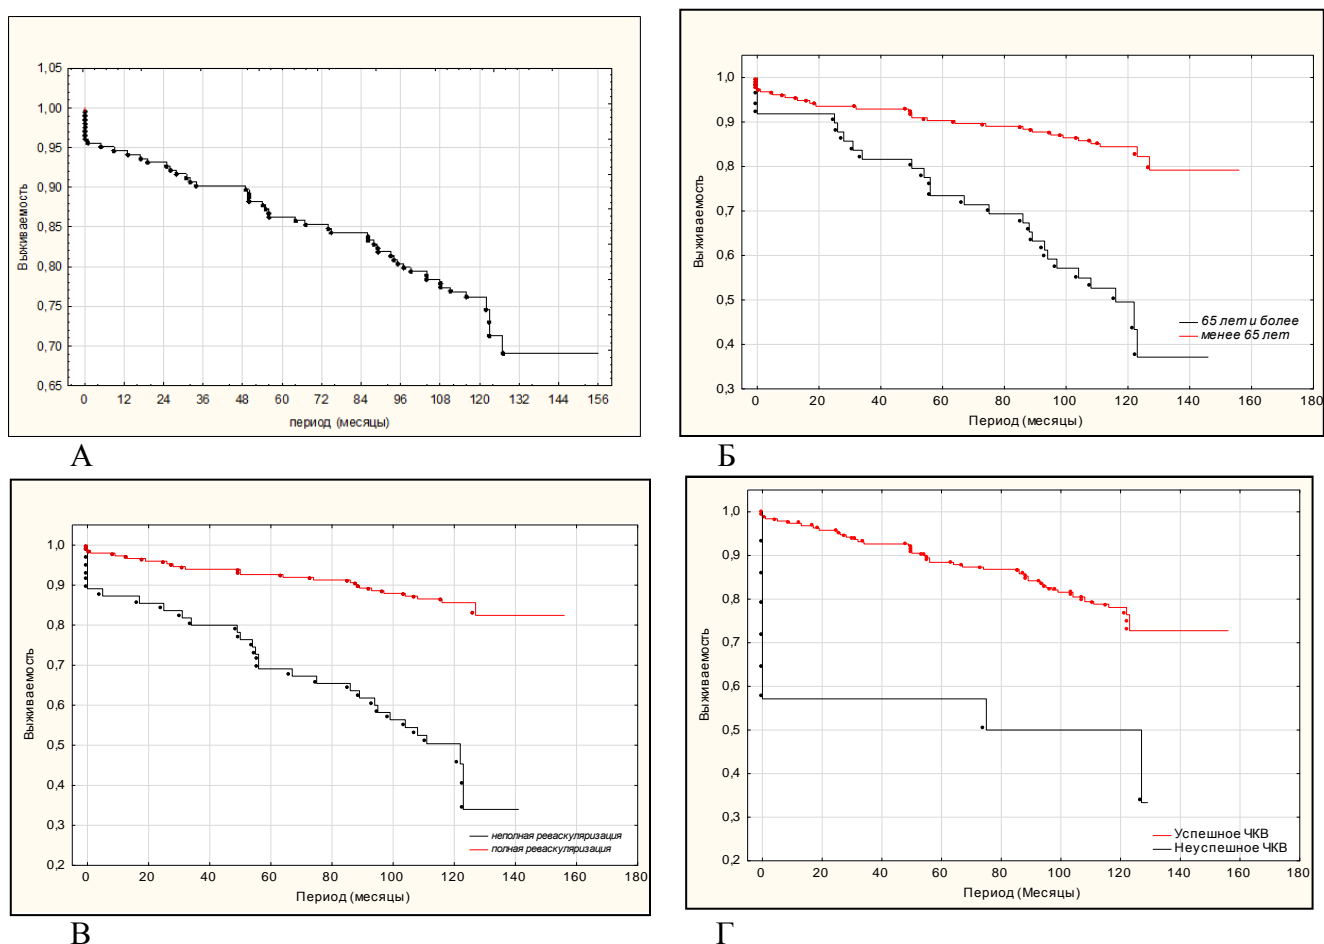 1,05
1,00
0,95
0,90
0,85
0,80
0,75
0,70
0,65
Выживаемость
0 12 24 36 48 60 72 84 96 108 120 132 144 156
период (месяцы)
А
1,0
0,9
0,8
0,7
0,6
0,5
0,4
0,3
Выживаемость
65 лет и более
менее 65 лет
0 20 40 60 80 100 120 140 160 180
Период (месяцы)
Б
1,0
0,9
0,8
0,7
0,6
0,5
0,4
0,3
0,2
Выживаемость
неполная реваскуляризация
полная реваскуляризация
0 20 40 60 80 100 120 140 160 180
Период (месяцы)
В
1,0
0,9
0,8
0,7
0,6
0,5
0,4
0,3
0,2
Выживаемость
Успешное ЧКВ
Неуспешное ЧКВ
0 20 40 60 80 100 120 140 160 180
Период (Месяцы)
Г